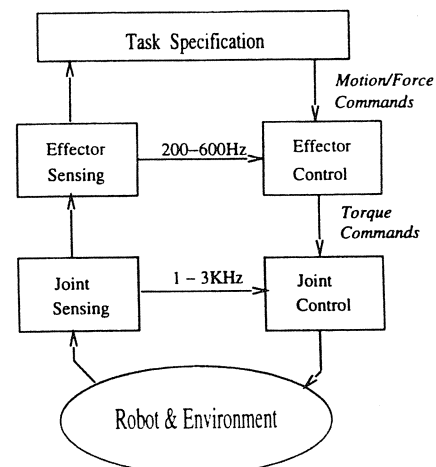 Task Specification
Motion/Force
Commands
Effector
Sensing
200–600Hz
Effector
Control
Torque
Commands
Joint
Sensing
1 – 3KHz
Joint
Control
Robot & Environment